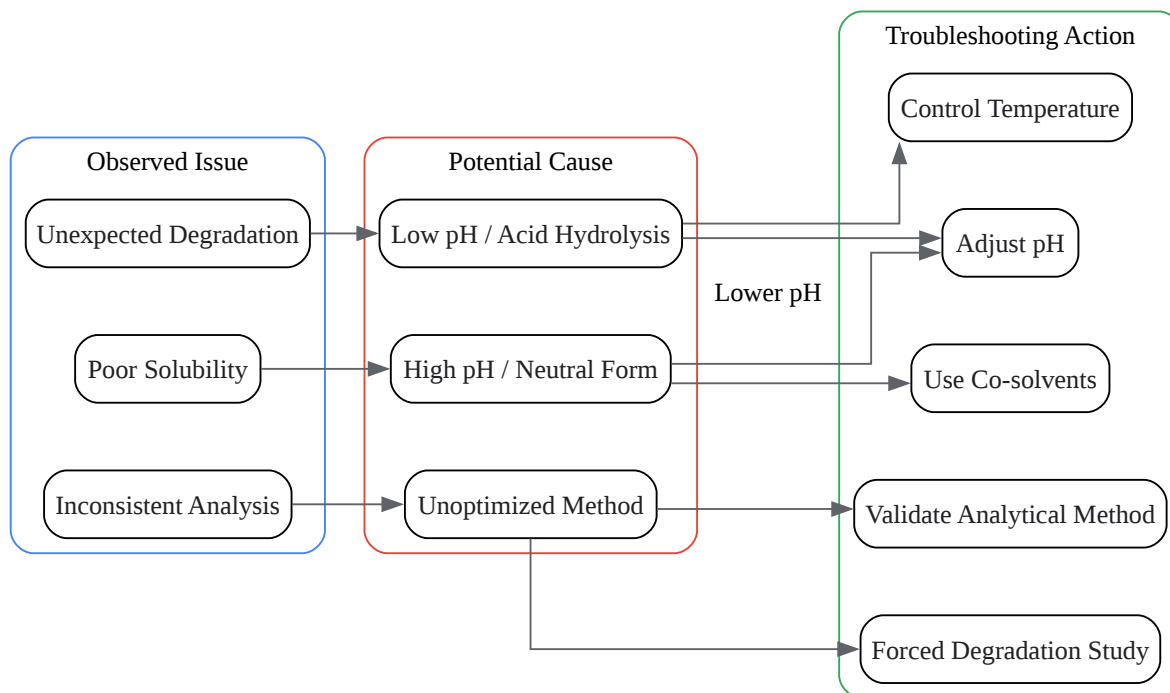 Observed Issue
Unexpected Degradation
Poor Solubility
Inconsistent Analysis
Potential Cause
Low pH / Acid Hydrolysis
High pH / Neutral Form
Unoptimized Method
Lower pH
Troubleshooting Action
Control Temperature
Adjust pH
Use Co-solvents
Validate Analytical Method
Forced Degradation Study